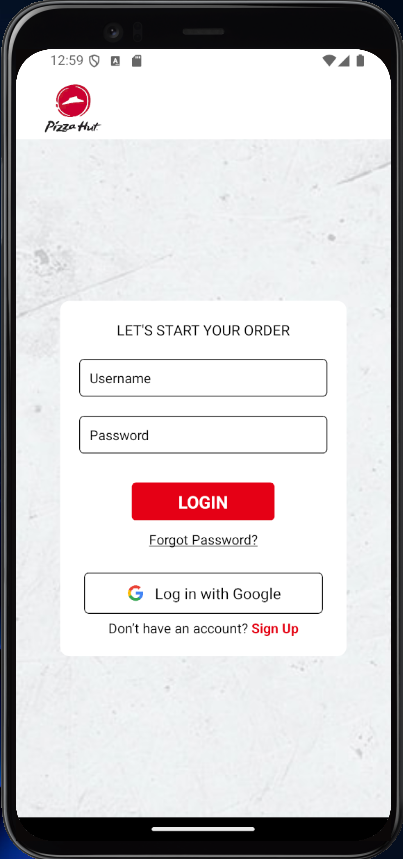 12:59
Pizza Hut
LET'S START YOUR ORDER
Username
Password
LOGIN
Forgot Password?
Log in with Google
Don't have an account? Sign Up